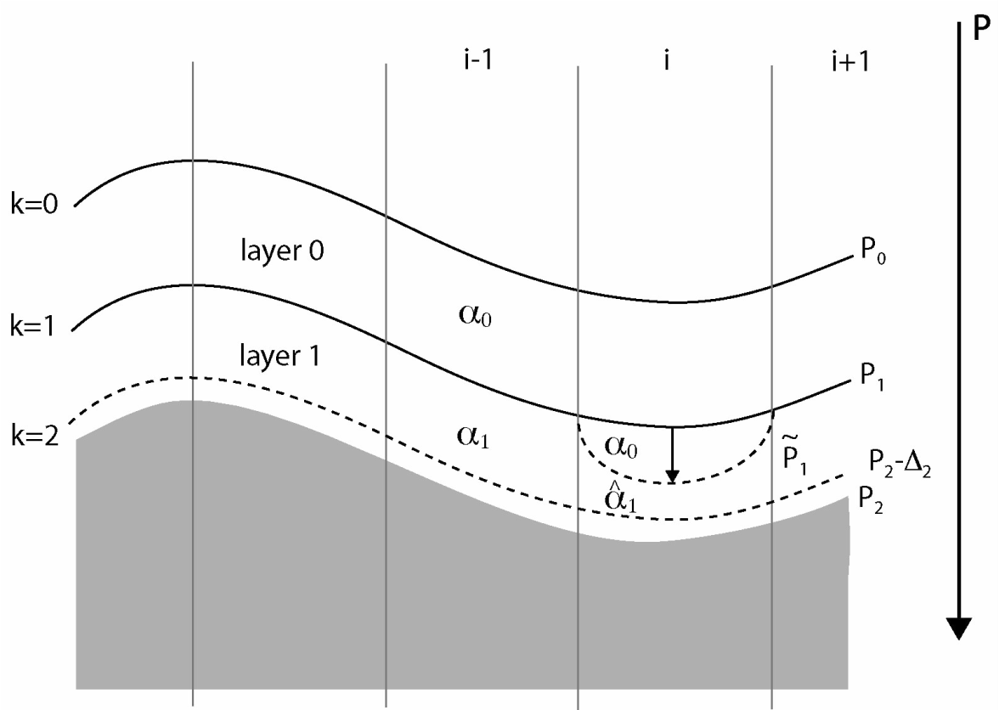 P
i-1 i i+1
k=0
layer 0
P₀
α₀
k=1
layer 1
P₁
k=2
α₁
α₀
P̃₁
P₂-Δ₂
α̂₁
P₂